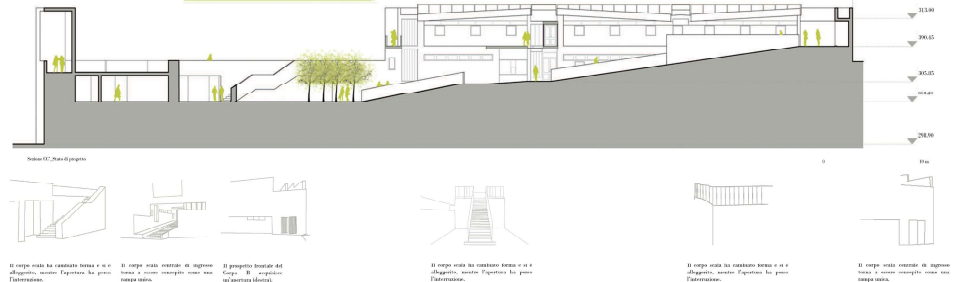 313.00
390.45
305.85
298.90
Sezione CC'_Stato di progetto
0
10 m
Il corpo scala ha cambiato forma e si è
alleggerito, mentre l'apertura ha perso
l'interruzione.
Il corpo scala centrale di ingresso
torna a essere concepito come una
rampa unica.
Il prospetto frontale del
Corpo B acquisisce
un'apertura (destra).
Il corpo scala ha cambiato forma e si è
alleggerito, mentre l'apertura ha perso
l'interruzione.
Il corpo scala ha cambiato forma e si è
alleggerito, mentre l'apertura ha perso
l'interruzione.
Il corpo scala centrale di ingresso
torna a essere concepito come una
rampa unica.